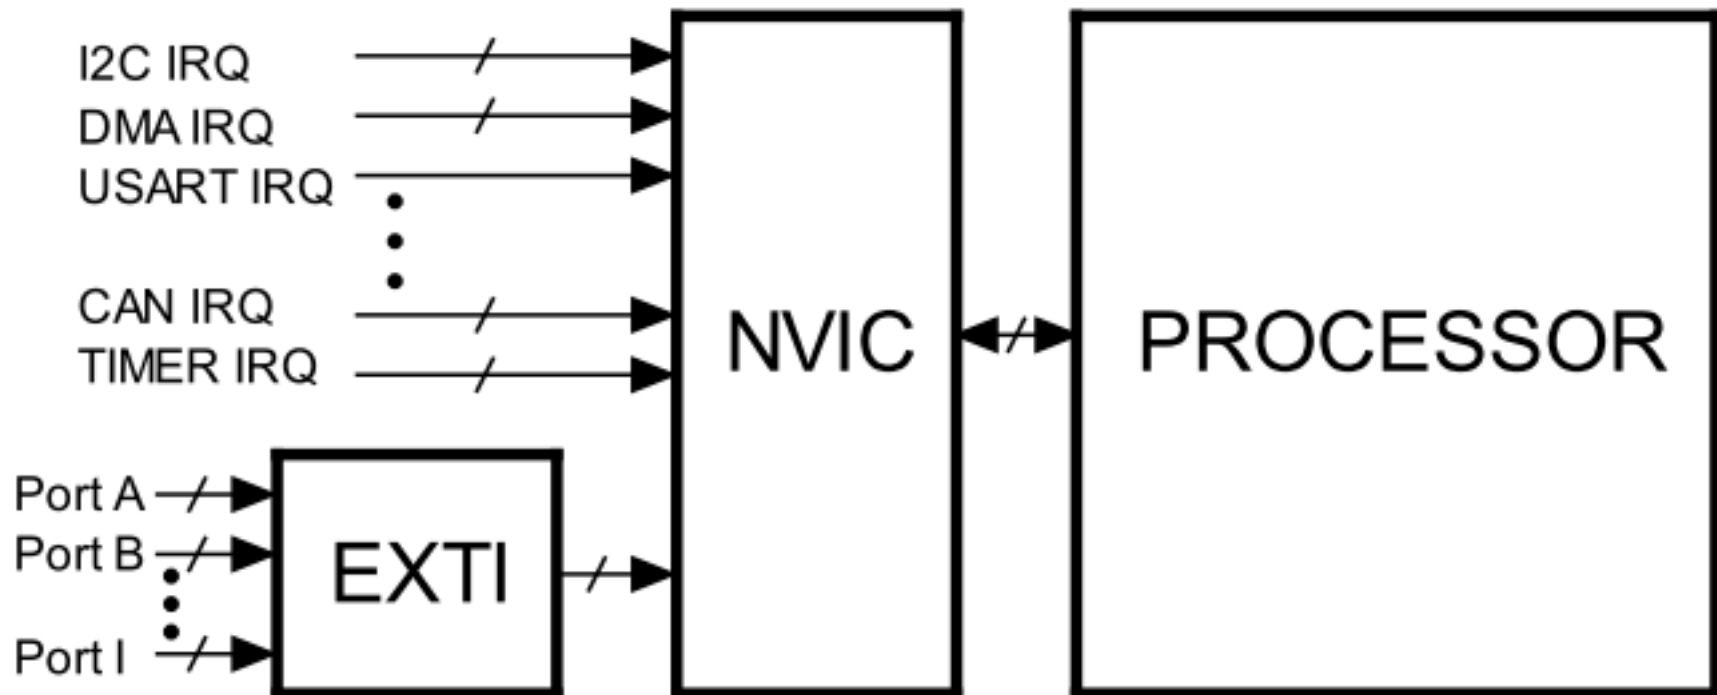 I2C IRQ
DMA IRQ
USART IRQ
CAN IRQ
TIMER IRQ
NVIC
PROCESSOR
Port A
Port B
Port I
EXTI